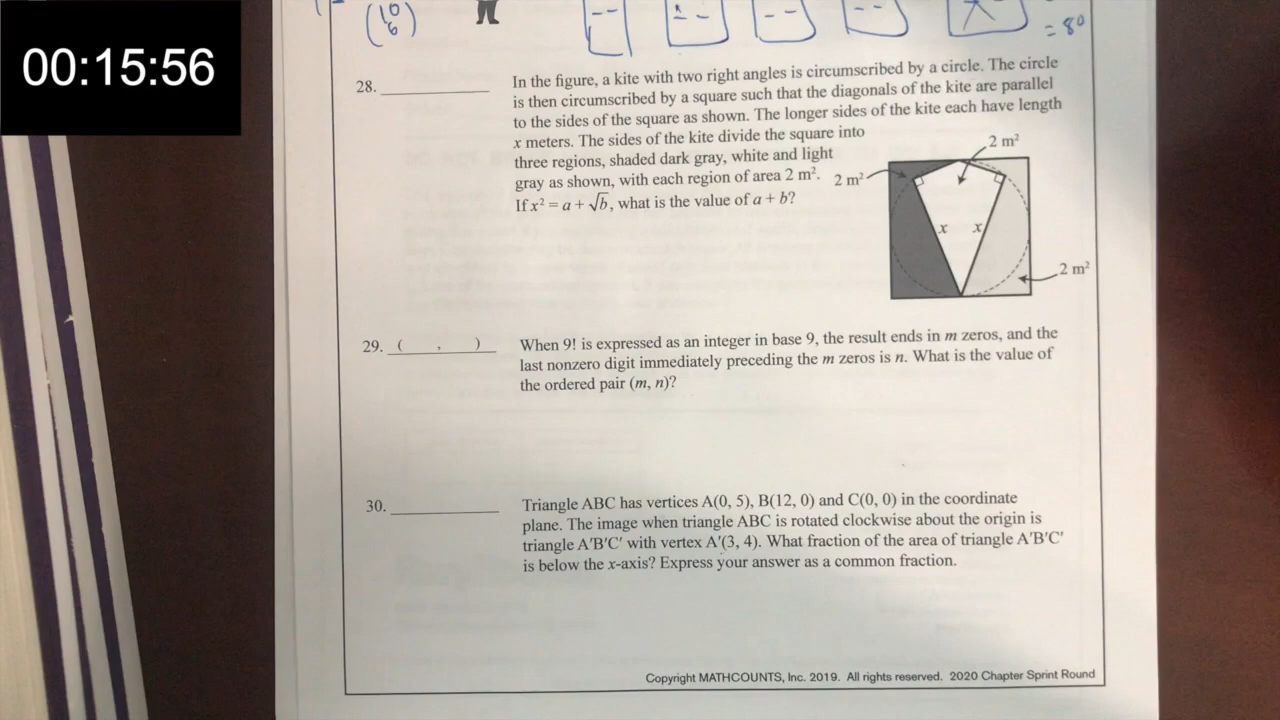 00:15:56
(10
6)
= 80
28.
In the figure, a kite with two right angles is circumscribed by a circle. The circle
is then circumscribed by a square such that the diagonals of the kite are parallel
to the sides of the square as shown. The longer sides of the kite each have length
x meters. The sides of the kite divide the square into
three regions, shaded dark gray, white and light
gray as shown, with each region of area 2 m².
If x² = a + √b, what is the value of a + b?
2 m²
2 m²
x x
2 m²
29. ( , )
When 9! is expressed as an integer in base 9, the result ends in m zeros, and the
last nonzero digit immediately preceding the m zeros is n. What is the value of
the ordered pair (m, n)?
30.
Triangle ABC has vertices A(0, 5), B(12, 0) and C(0, 0) in the coordinate
plane. The image when triangle ABC is rotated clockwise about the origin is
triangle A′B′C′ with vertex A′(3, 4). What fraction of the area of triangle A′B′C′
is below the x-axis? Express your answer as a common fraction.
Copyright MATHCOUNTS, Inc. 2019. All rights reserved. 2020 Chapter Sprint Round